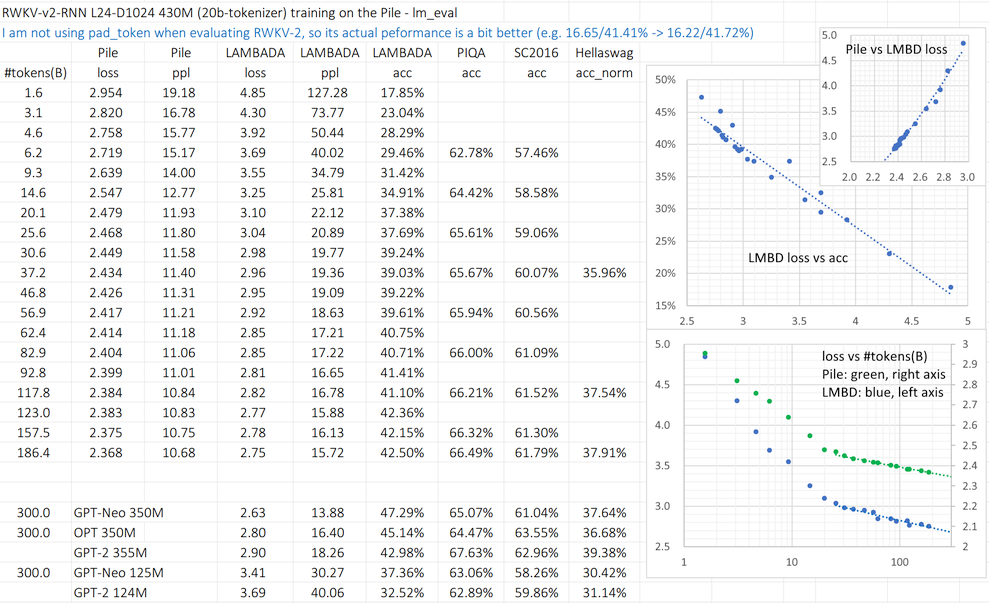 RWKV-v2-RNN L24-D1024 430M (20b-tokenizer) training on the Pile - lm_eval
I am not using pad_token when evaluating RWKV-2, so its actual peformance is a bit better (e.g. 16.65/41.41% -> 16.22/41.72%)
Pile Pile LAMBADA LAMBADA LAMBADA PIQA SC2016 Hellaswag
#tokens(B) loss ppl loss ppl acc acc acc acc_norm
1.6 2.954 19.18 4.85 127.28 17.85%
3.1 2.820 16.78 4.30 73.77 23.04%
4.6 2.758 15.77 3.92 50.44 28.29%
6.2 2.719 15.17 3.69 40.02 29.46% 62.78% 57.46%
9.3 2.639 14.00 3.55 34.79 31.42%
14.6 2.547 12.77 3.25 25.81 34.91% 64.42% 58.58%
20.1 2.479 11.93 3.10 22.12 37.38%
25.6 2.468 11.80 3.04 20.89 37.69% 65.61% 59.06%
30.6 2.449 11.58 2.98 19.77 39.24%
37.2 2.434 11.40 2.96 19.36 39.03% 65.67% 60.07% 35.96%
46.8 2.426 11.31 2.95 19.09 39.22%
56.9 2.417 11.21 2.92 18.63 39.61% 65.94% 60.56%
62.4 2.414 11.18 2.85 17.21 40.75%
82.9 2.404 11.06 2.85 17.22 40.71% 66.00% 61.09%
92.8 2.399 11.01 2.81 16.65 41.41%
117.8 2.384 10.84 2.82 16.78 41.10% 66.21% 61.52% 37.54%
123.0 2.383 10.83 2.77 15.88 42.36%
157.5 2.375 10.75 2.78 16.13 42.15% 66.32% 61.30%
186.4 2.368 10.68 2.75 15.72 42.50% 66.49% 61.79% 37.91%
300.0 GPT-Neo 350M 2.63 13.88 47.29% 65.07% 61.04% 37.64%
300.0 OPT 350M 2.80 16.40 45.14% 64.47% 63.55% 36.68%
GPT-2 355M 2.90 18.26 42.98% 67.63% 62.96% 39.38%
300.0 GPT-Neo 125M 3.41 30.27 37.36% 63.06% 58.26% 30.42%
GPT-2 124M 3.69 40.06 32.52% 62.89% 59.86% 31.14%
Pile vs LMBD loss
5.0
4.5
4.0
3.5
3.0
2.5
2.0 2.2 2.4 2.6 2.8 3.0
50%
45%
40%
35%
30%
25%
20%
15%
LMBD loss vs acc
2.5 3 3.5 4 4.5 5
loss vs #tokens(B)
Pile: green, right axis
LMBD: blue, left axis
5.0
4.5
4.0
3.5
3.0
2.5
3
2.9
2.8
2.7
2.6
2.5
2.4
2.3
2.2
2.1
2
1 10 100